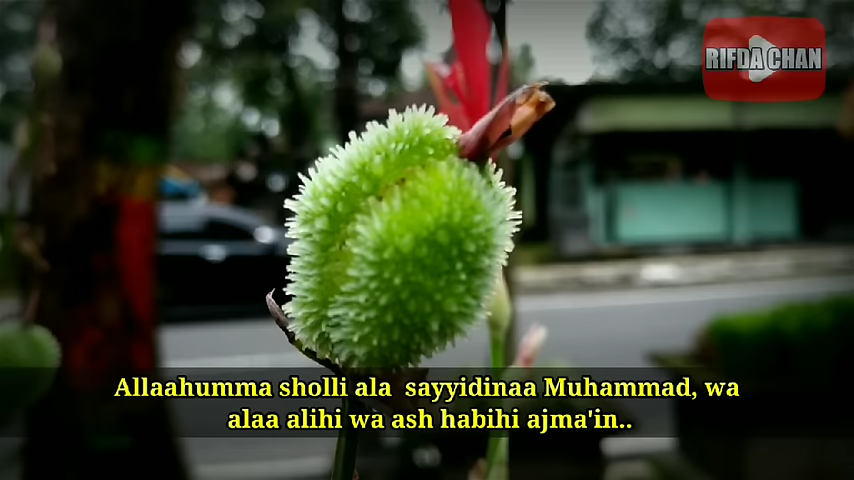 RIFDA CHAN
Allaahumma sholli ala sayyidinaa Muhammad, wa
alaa alihi wa ash habihi ajma'in..